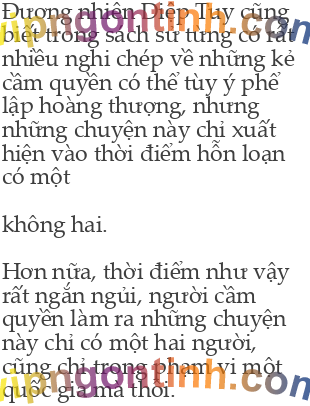 Đương nhiên Diệp Tuy cũng
biết trong sách sử từng có rất
nhiều nghi chép về những kẻ
cầm quyền có thể tùy ý phế
lập hoàng thượng, nhưng
những chuyện này chỉ xuất
hiện vào thời điểm hỗn loạn
có một
không hai.
Hơn nữa, thời điểm như vậy
rất ngắn ngủi, người cầm
quyền làm ra những chuyện
này chỉ có một hai người,
cũng chỉ trong phạm vi một
quốc gia mà thôi.
vipngontinh.com
vipngontinh.com